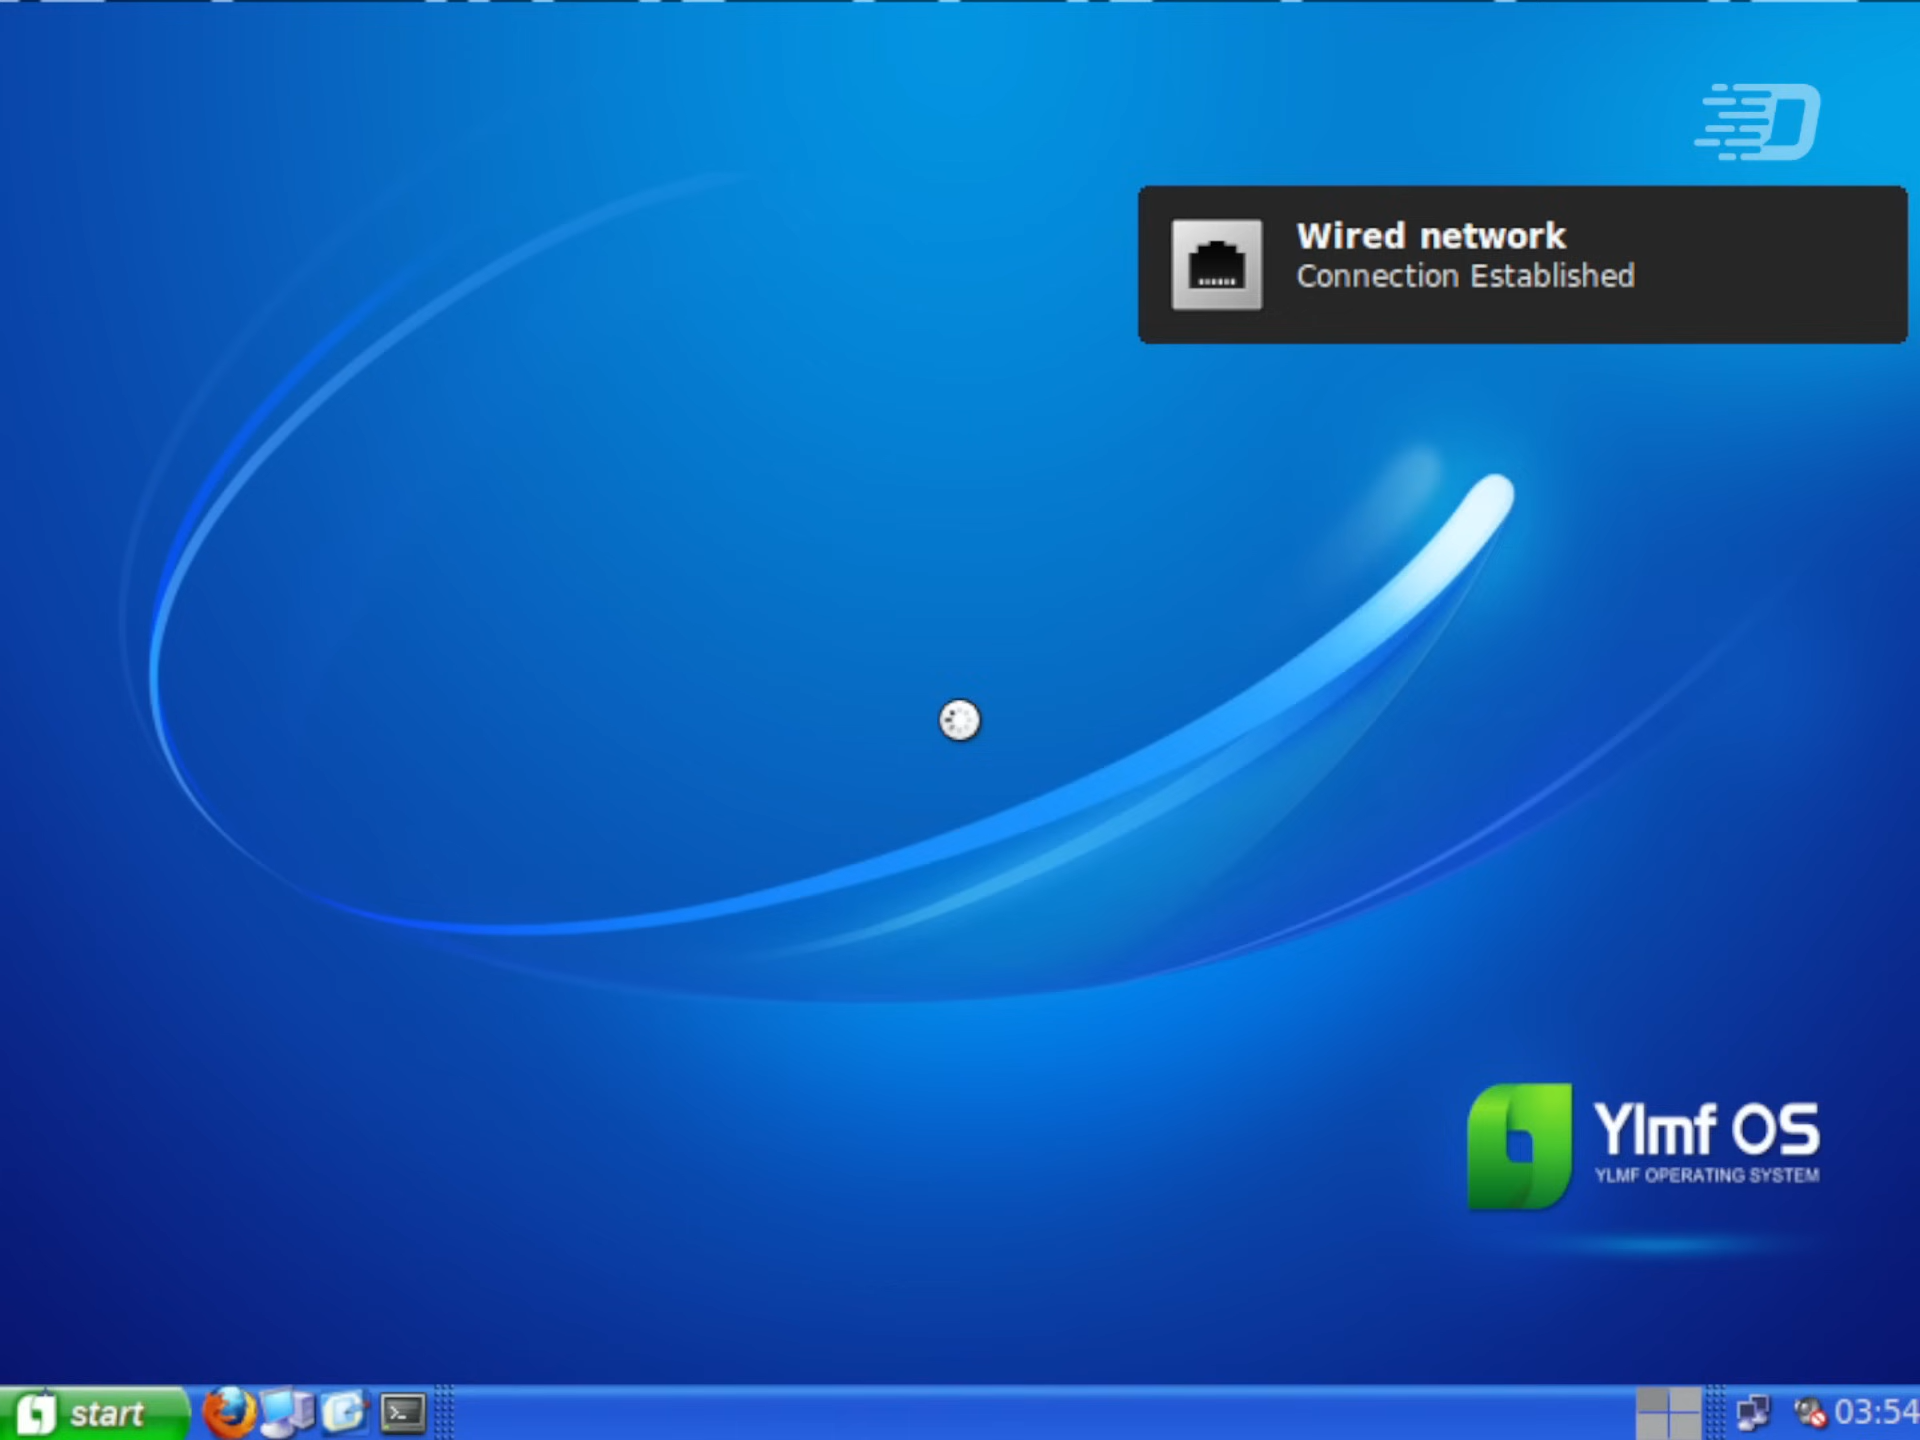 Wired network
Connection Established
Ylmf OS
YLMF OPERATING SYSTEM
start
03:54